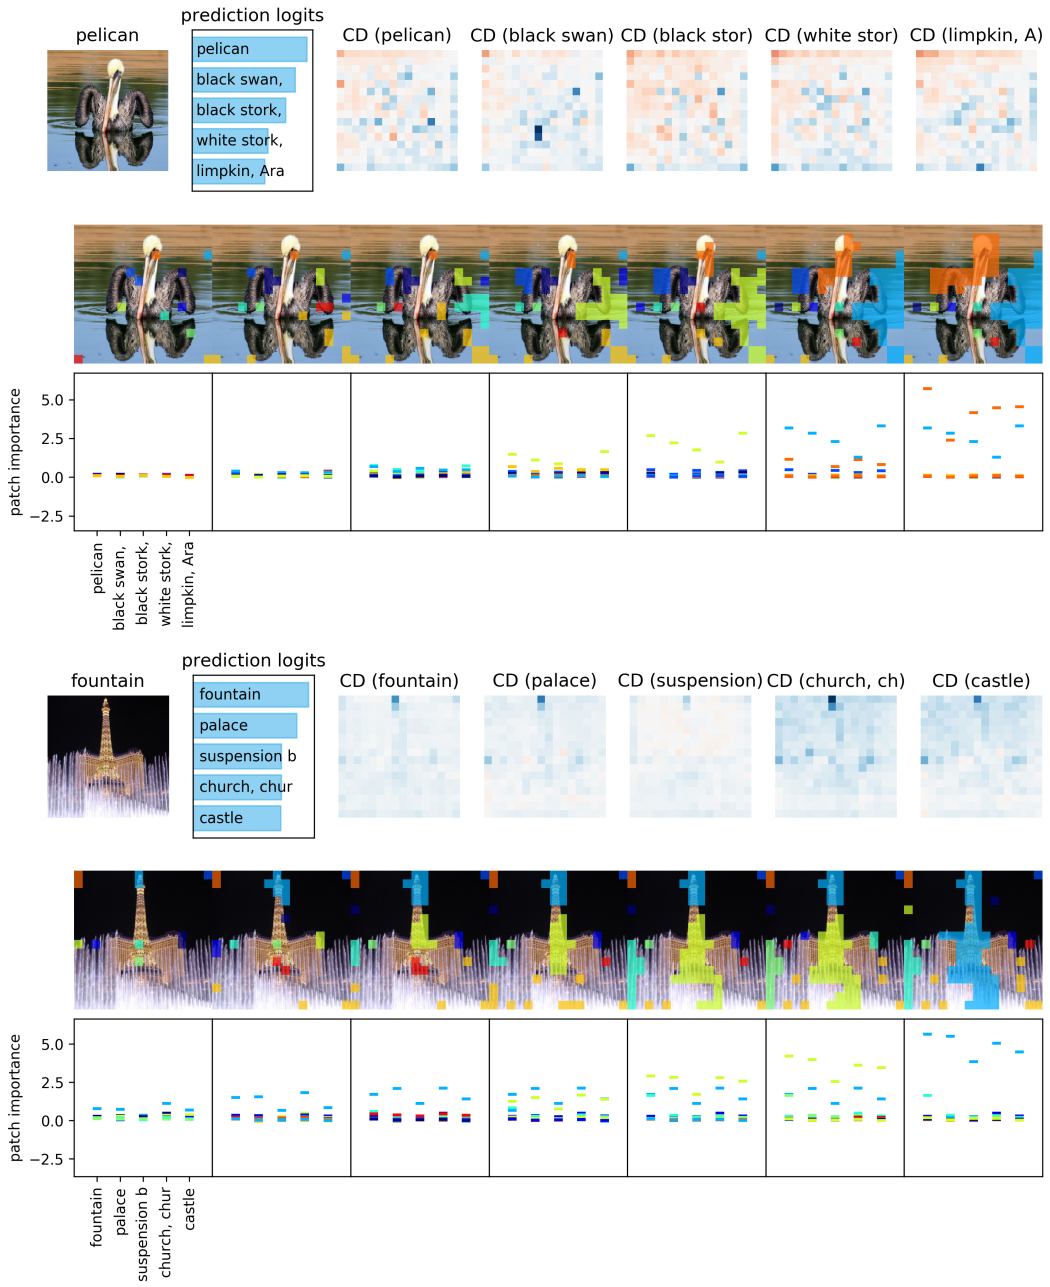 prediction logits
pelican
CD (pelican)
CD (black swan)
CD (black stor)
CD (white stor)
CD (limpkin, A)
pelican
black swan,
black stork,
white stork,
limpkin, Ara
patch importance
5.0
2.5
0.0
−2.5
pelican
black swan,
black stork,
white stork,
limpkin, Ara
prediction logits
fountain
CD (fountain)
CD (palace)
CD (suspension)
CD (church, ch)
CD (castle)
fountain
palace
suspension b
church, chur
castle
patch importance
5.0
2.5
0.0
−2.5
fountain
palace
suspension b
church, chur
castle